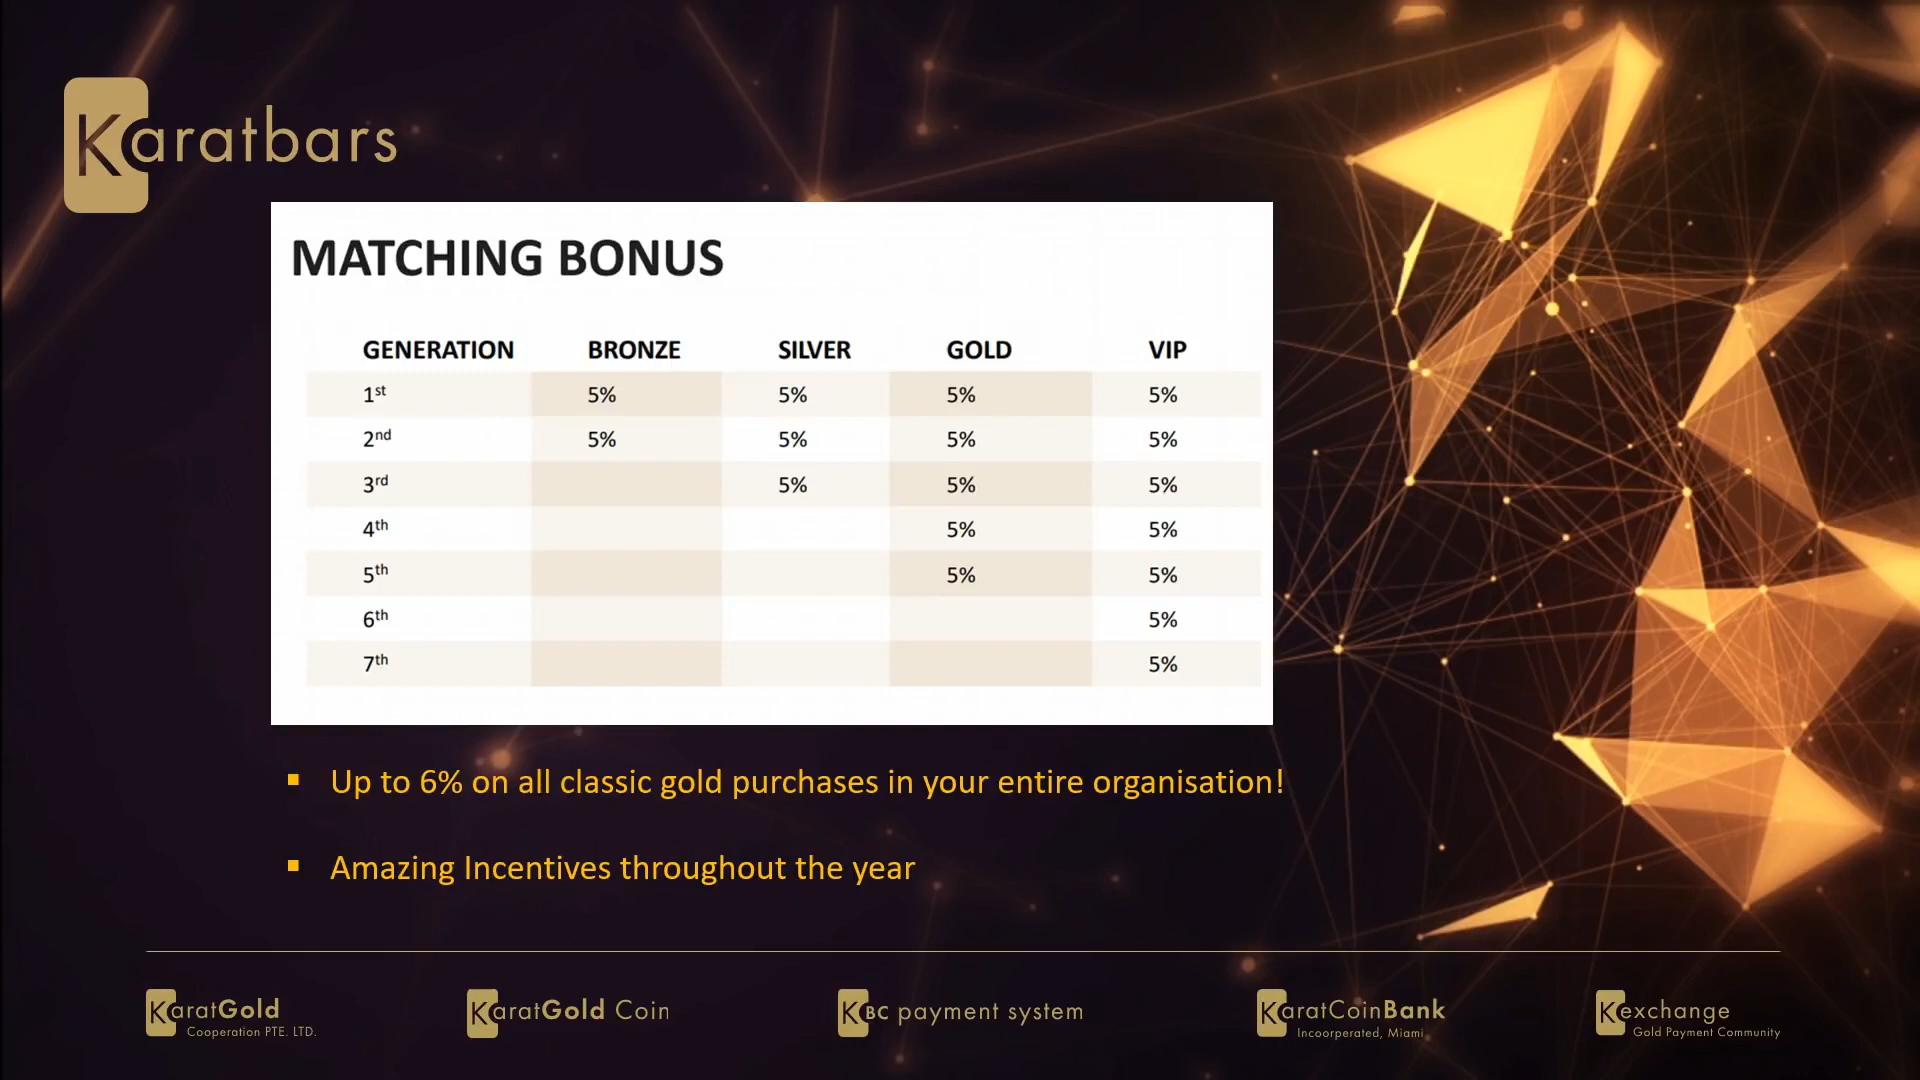 Karatbars
MATCHING BONUS
GENERATION BRONZE SILVER GOLD VIP
1st 5% 5% 5% 5%
2nd 5% 5% 5% 5%
3rd 5% 5% 5%
4th 5% 5%
5th 5% 5%
6th 5%
7th 5%
▪ Up to 6% on all classic gold purchases in your entire organisation!
▪ Amazing Incentives throughout the year
KaratGold
Cooperation PTE. LTD.
KaratGold Coin
KBC payment system
KaratCoinBank
Incoorperated, Miami
Kexchange
Gold Payment Community